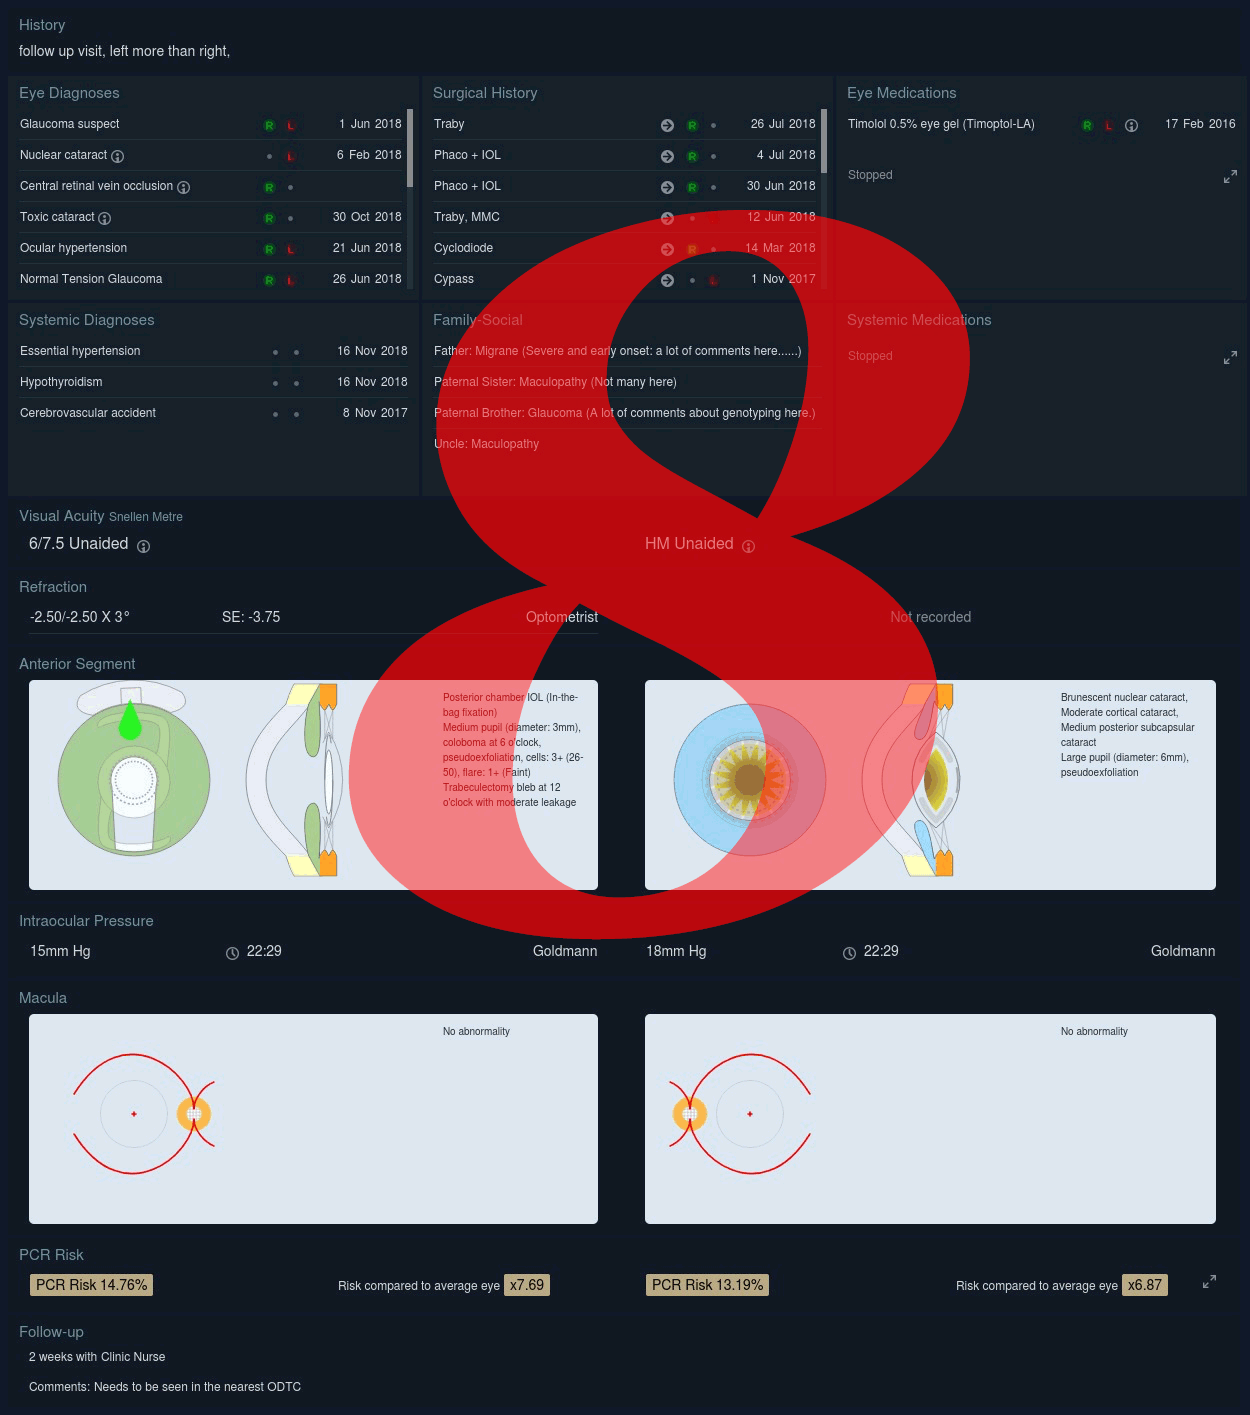 History
follow up visit, left more than right,
Eye Diagnoses
Glaucoma suspect R L 1 Jun 2018
Nuclear cataract L 6 Feb 2018
Central retinal vein occlusion R
Toxic cataract R 30 Oct 2018
Ocular hypertension R L 21 Jun 2018
Normal Tension Glaucoma R L 26 Jun 2018
Surgical History
Traby R 26 Jul 2018
Phaco + IOL R 4 Jul 2018
Phaco + IOL R 30 Jun 2018
Traby, MMC 12 Jun 2018
Cyclodiode R 14 Mar 2018
Cypass L 1 Nov 2017
Eye Medications
Timolol 0.5% eye gel (Timoptol-LA) R L 17 Feb 2016
Stopped
Systemic Diagnoses
Essential hypertension 16 Nov 2018
Hypothyroidism 16 Nov 2018
Cerebrovascular accident 8 Nov 2017
Family-Social
Father: Migrane (Severe and early onset: a lot of comments here......)
Paternal Sister: Maculopathy (Not many here)
Paternal Brother: Glaucoma (A lot of comments about genotyping here.)
Uncle: Maculopathy
Systemic Medications
Stopped
8
Visual Acuity Snellen Metre
6/7.5 Unaided
HM Unaided
Refraction
-2.50/-2.50 X 3° SE: -3.75 Optometrist
Not recorded
Anterior Segment
Posterior chamber IOL (In-the-
bag fixation)
Medium pupil (diameter: 3mm),
coloboma at 6 o'clock,
pseudoexfoliation, cells: 3+ (26-
50), flare: 1+ (Faint)
Trabeculectomy bleb at 12
o'clock with moderate leakage
Brunescent nuclear cataract,
Moderate cortical cataract,
Medium posterior subcapsular
cataract
Large pupil (diameter: 6mm),
pseudoexfoliation
Intraocular Pressure
15mm Hg 22:29 Goldmann
18mm Hg 22:29 Goldmann
Macula
No abnormality
No abnormality
PCR Risk
PCR Risk 14.76% Risk compared to average eye x7.69
PCR Risk 13.19% Risk compared to average eye x6.87
Follow-up
2 weeks with Clinic Nurse
Comments: Needs to be seen in the nearest ODTC